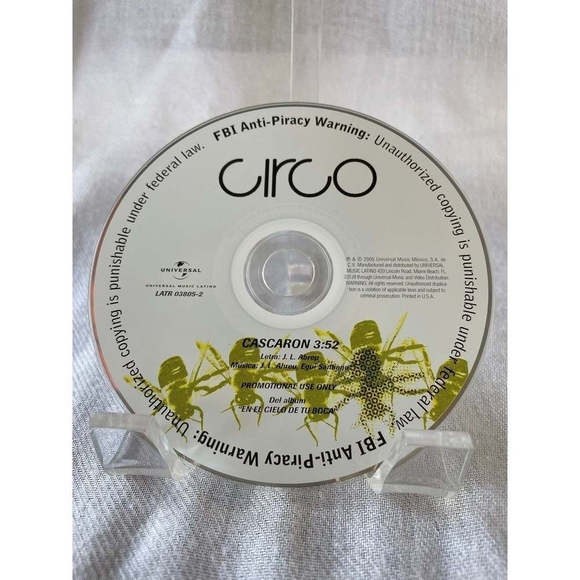 FBI Anti-Piracy Warning: Unauthorized copying is punishable under federal law.
circo
UNIVERSAL
UNIVERSAL MUSIC LATINO
LATR 03805-2
℗ & © 2005 Universal Music México, S.A. de
C.V. Manufactured and distributed by UNIVERSAL
MUSIC LATINO 420 Lincoln Road, Miami Beach, FL
33139 through Universal Music and Video Distribution.
WARNING: All rights reserved. Unauthorized duplica-
tion is a violation of applicable laws and subject to
criminal prosecution. Printed in U.S.A.
CASCARON 3:52
Letra: J. L. Abreu
Música: J. L. Abreu, Egui Santiago
PROMOTIONAL USE ONLY
Del album
"EN EL CIELO DE TU BOCA"
FBI Anti-Piracy Warning: Unauthorized copying is punishable under federal law.